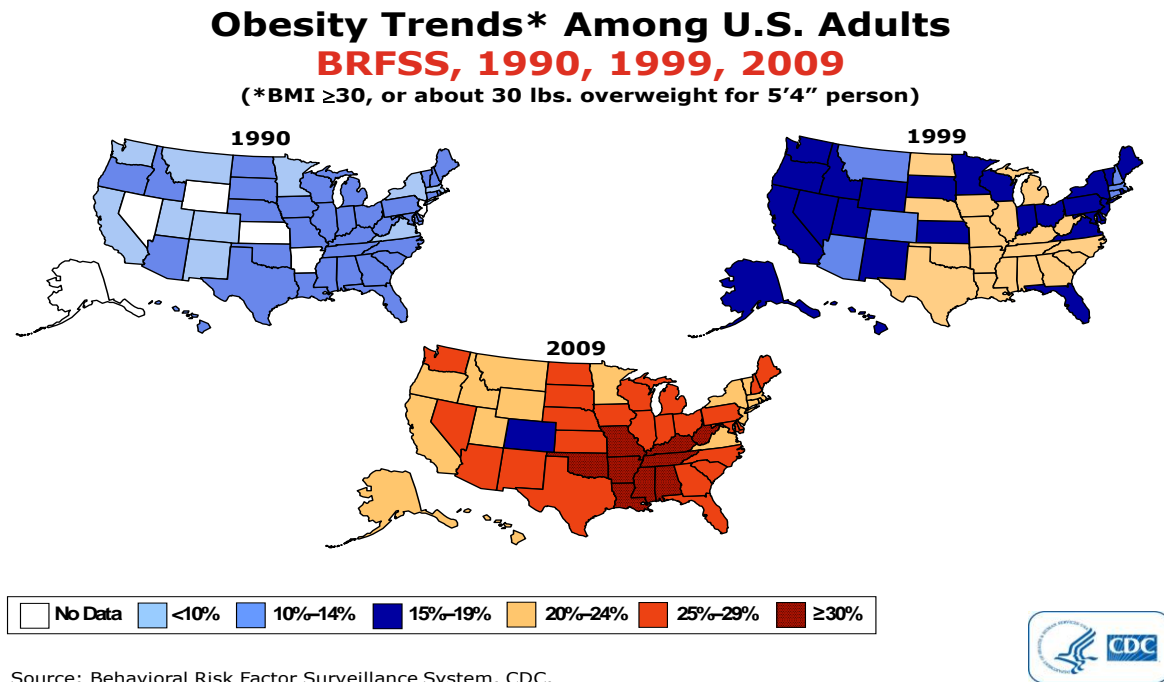 Obesity Trends* Among U.S. Adults
BRFSS, 1990, 1999, 2009
(*BMI ≥30, or about 30 lbs. overweight for 5’4” person)
1990
1999
2009
No Data <10% 10%–14% 15%–19% 20%–24% 25%–29% ≥30%
CDC
Source: Behavioral Risk Factor Surveillance System, CDC.